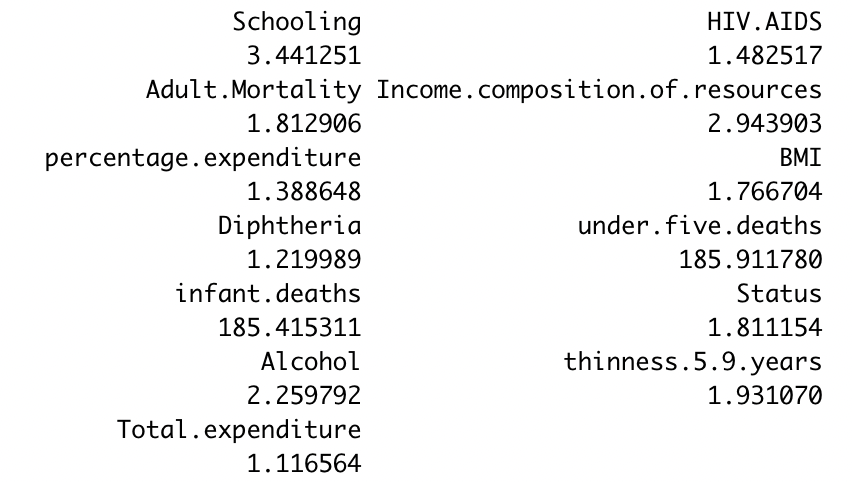 Schooling HIV.AIDS
3.441251 1.482517
Adult.Mortality Income.composition.of.resources
1.812906 2.943903
percentage.expenditure BMI
1.388648 1.766704
Diphtheria under.five.deaths
1.219989 185.911780
infant.deaths Status
185.415311 1.811154
Alcohol thinness.5.9.years
2.259792 1.931070
Total.expenditure
1.116564